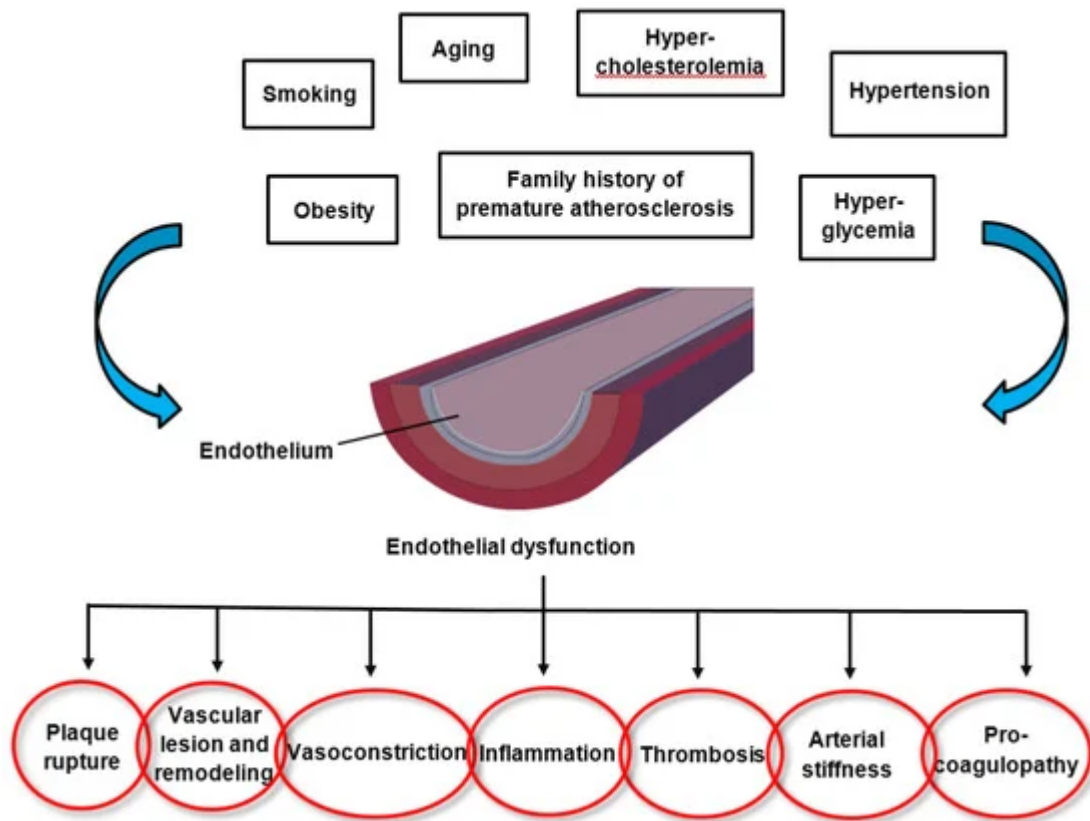 Aging
Hyper-
cholesterolemia
Smoking
Hypertension
Family history of
premature atherosclerosis
Obesity
Hyper-
glycemia
Endothelium
Endothelial dysfunction
Plaque
rupture
Vascular
lesion and
remodeling
Vasoconstriction
Inflammation
Thrombosis
Arterial
stiffness
Pro-
coagulopathy